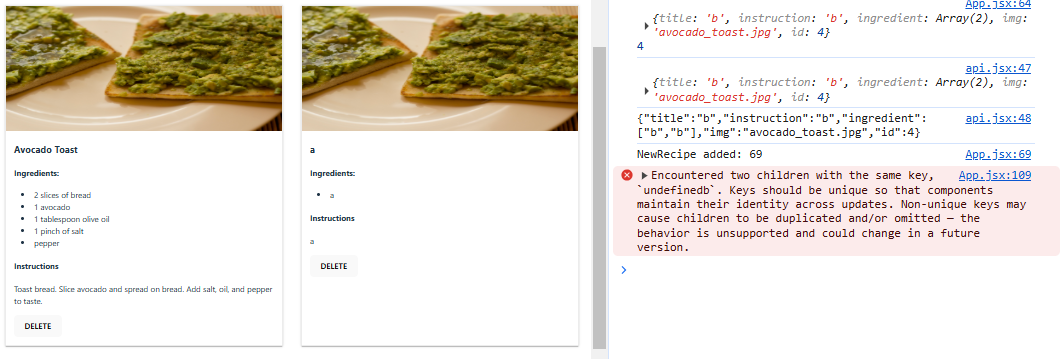 Avocado Toast
Ingredients:
2 slices of bread
1 avocado
1 tablespoon olive oil
1 pinch of salt
pepper
Instructions
Toast bread. Slice avocado and spread on bread. Add salt, oil, and pepper
to taste.
DELETE
a
Ingredients:
a
Instructions
a
DELETE
App.jsx:64
{title: 'b', instruction: 'b', ingredient: Array(2), img:
'avocado_toast.jpg', id: 4}
4
api.jsx:47
{title: 'b', instruction: 'b', ingredient: Array(2), img:
'avocado_toast.jpg', id: 4}
{"title":"b","instruction":"b","ingredient": api.jsx:48
["b","b"],"img":"avocado_toast.jpg","id":4}
NewRecipe added: 69 App.jsx:69
Encountered two children with the same key, App.jsx:109
`undefinedb`. Keys should be unique so that components
maintain their identity across updates. Non-unique keys may
cause children to be duplicated and/or omitted — the
behavior is unsupported and could change in a future
version.